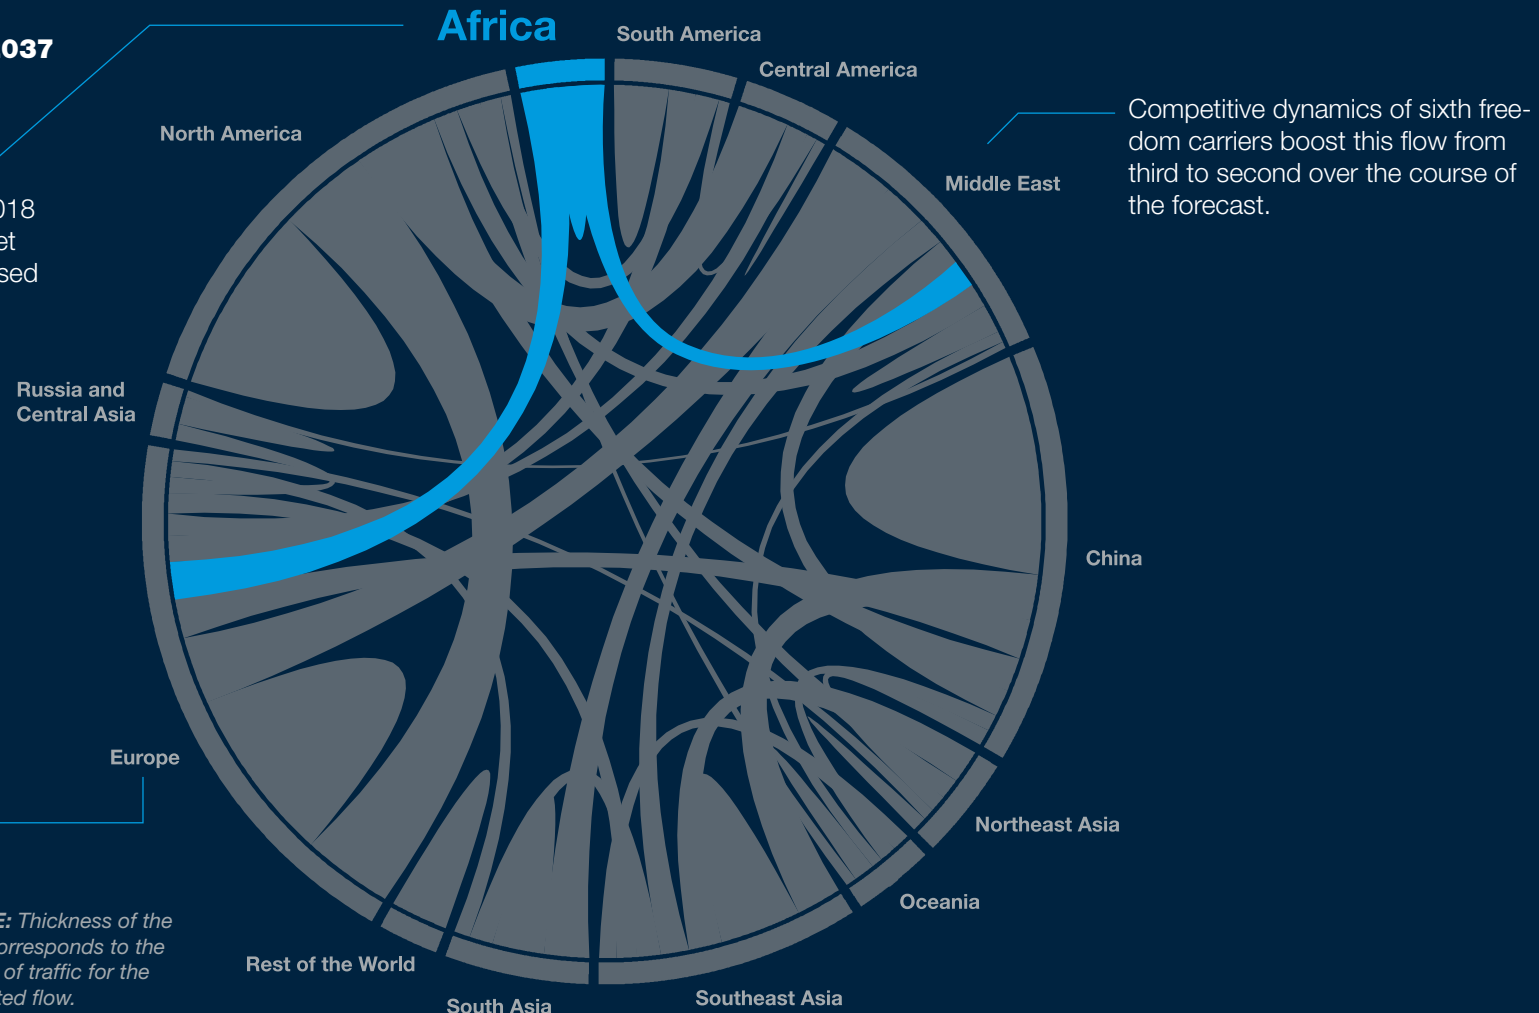 Africa
South America
037
Central America
Competitive dynamics of sixth free-
dom carriers boost this flow from
third to second over the course of
the forecast.
North America
Middle East
018
et
sed
Russia and
Central Asia
China
Europe
Northeast Asia
Oceania
E: Thickness of the
orresponds to the
of traffic for the
ted flow.
Rest of the World
South Asia
Southeast Asia